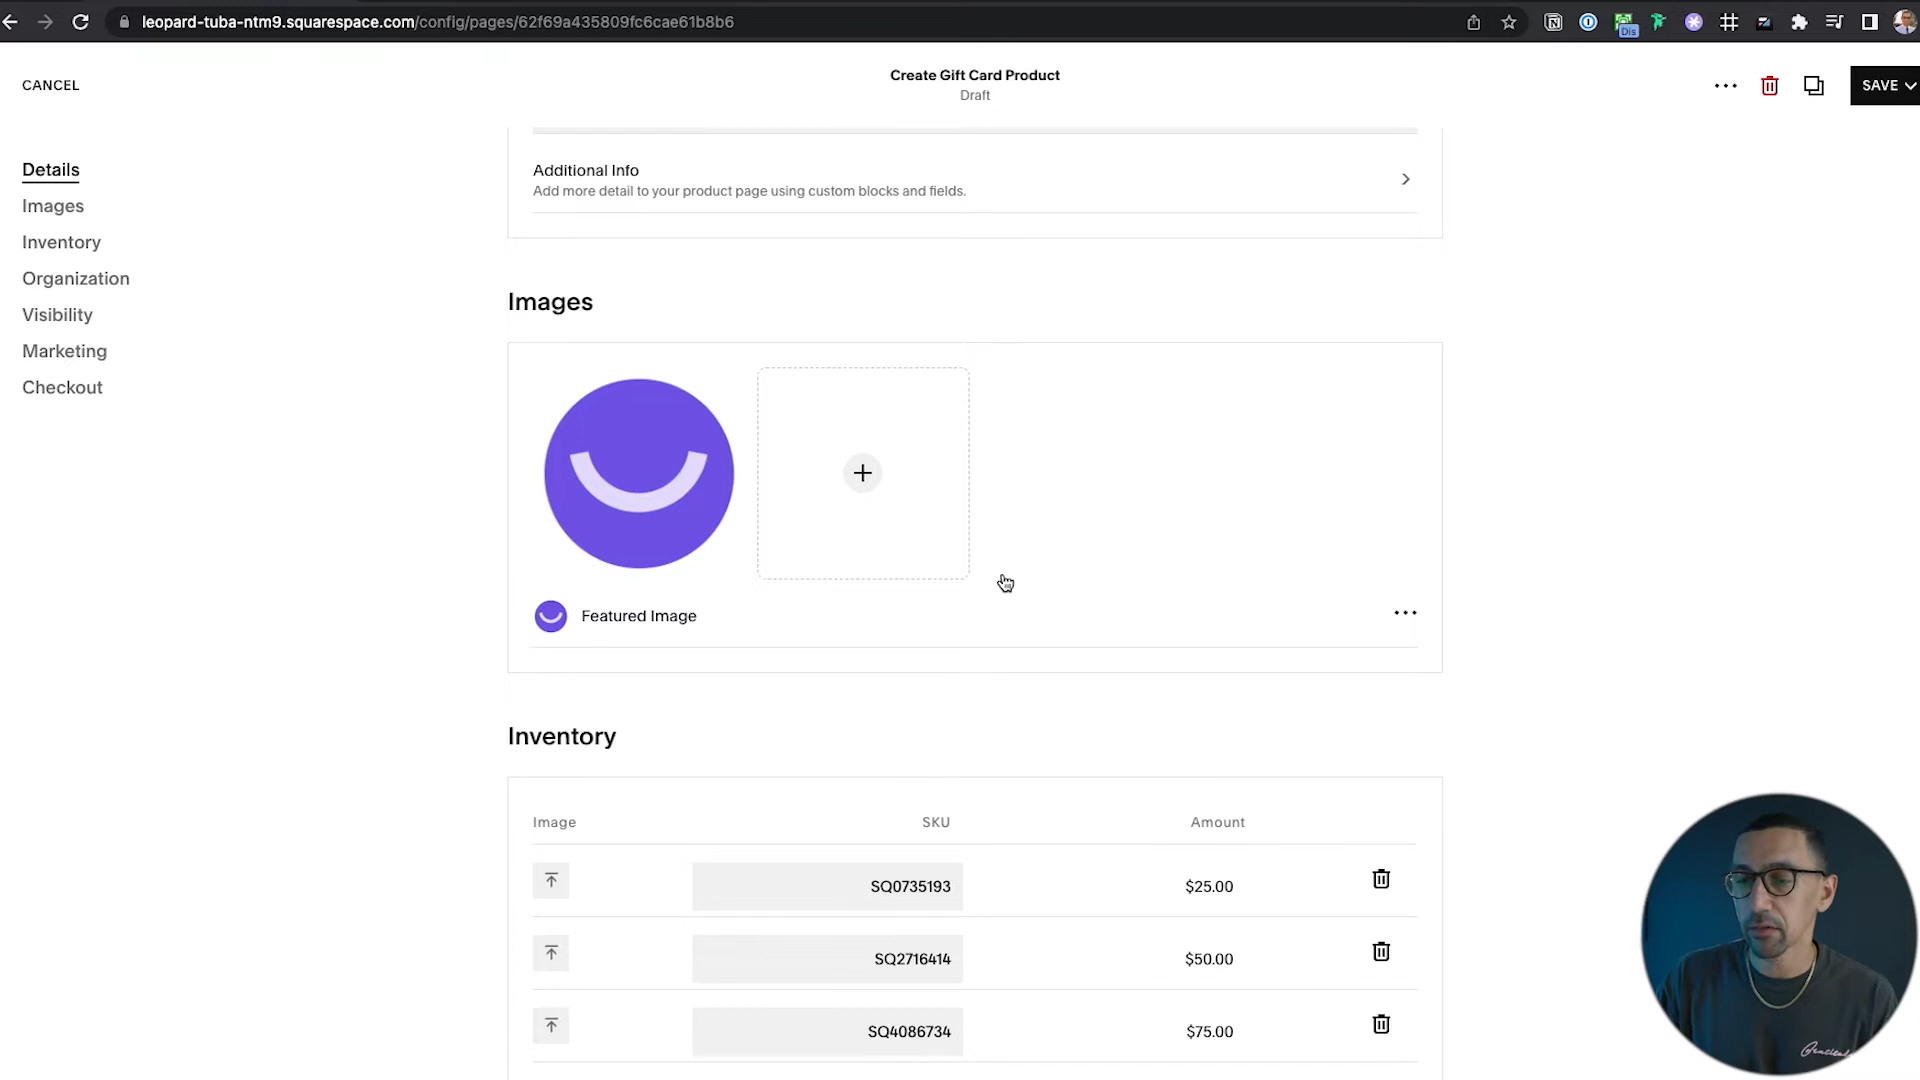 leopard-tuba-ntm9.squarespace.com/config/pages/62f69a435809fc6cae61b8b6
Dis
CANCEL
Create Gift Card Product
Draft
SAVE
Details
Images
Inventory
Organization
Visibility
Marketing
Checkout
Additional Info
Add more detail to your product page using custom blocks and fields.
Images
Featured Image
Inventory
Image SKU Amount
SQ0735193 $25.00
SQ2716414 $50.00
SQ4086734 $75.00